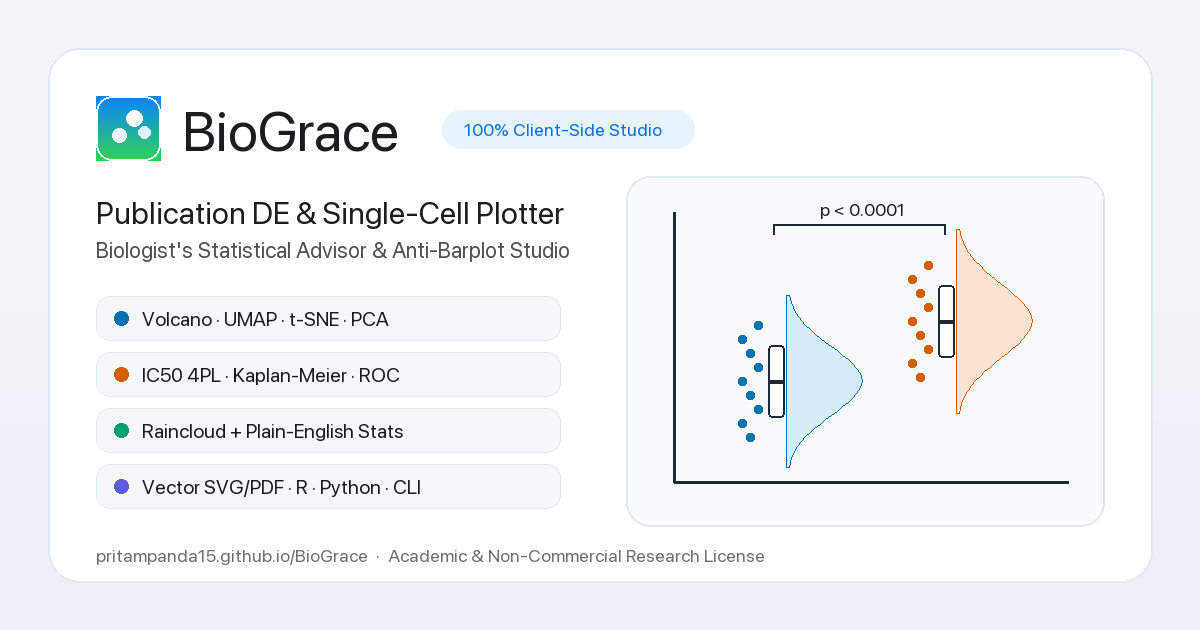 BioGrace
100% Client-Side Studio
Publication DE & Single-Cell Plotter
Biologist's Statistical Advisor & Anti-Barplot Studio
Volcano · UMAP · t-SNE · PCA
IC50 4PL · Kaplan-Meier · ROC
Raincloud + Plain-English Stats
Vector SVG/PDF · R · Python · CLI
p < 0.0001
pritampanda15.github.io/BioGrace · Academic & Non-Commercial Research License